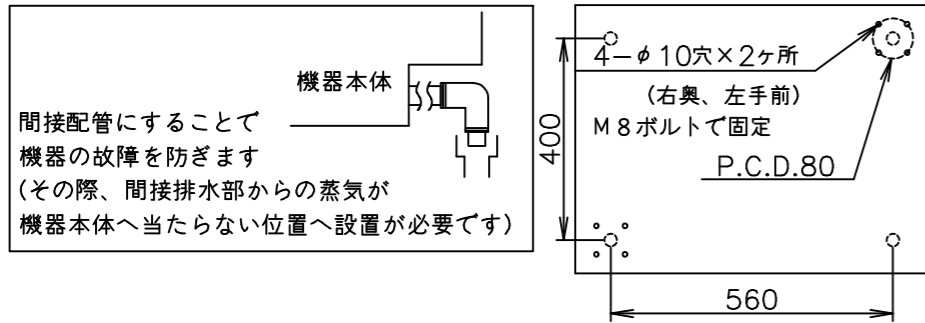 機器本体
間接配管にすることで
機器の故障を防ぎます
(その際、間接排水部からの蒸気が
機器本体へ当たらない位置へ設置が必要です)
4-φ10穴×2ヶ所
(右奥、左手前)
M8ボルトで固定
P.C.D.80
400
560